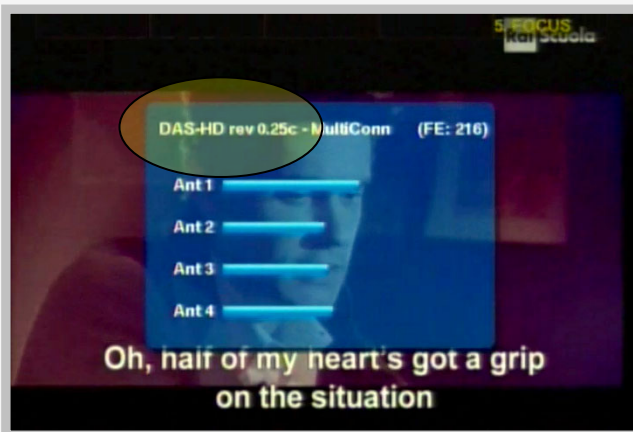 5. FOCUS
Rai Scuola
DAS-HD rev 0.25c - MultiConn (FE: 216)
Ant 1
Ant 2
Ant 3
Ant 4
Oh, half of my heart's got a grip
on the situation